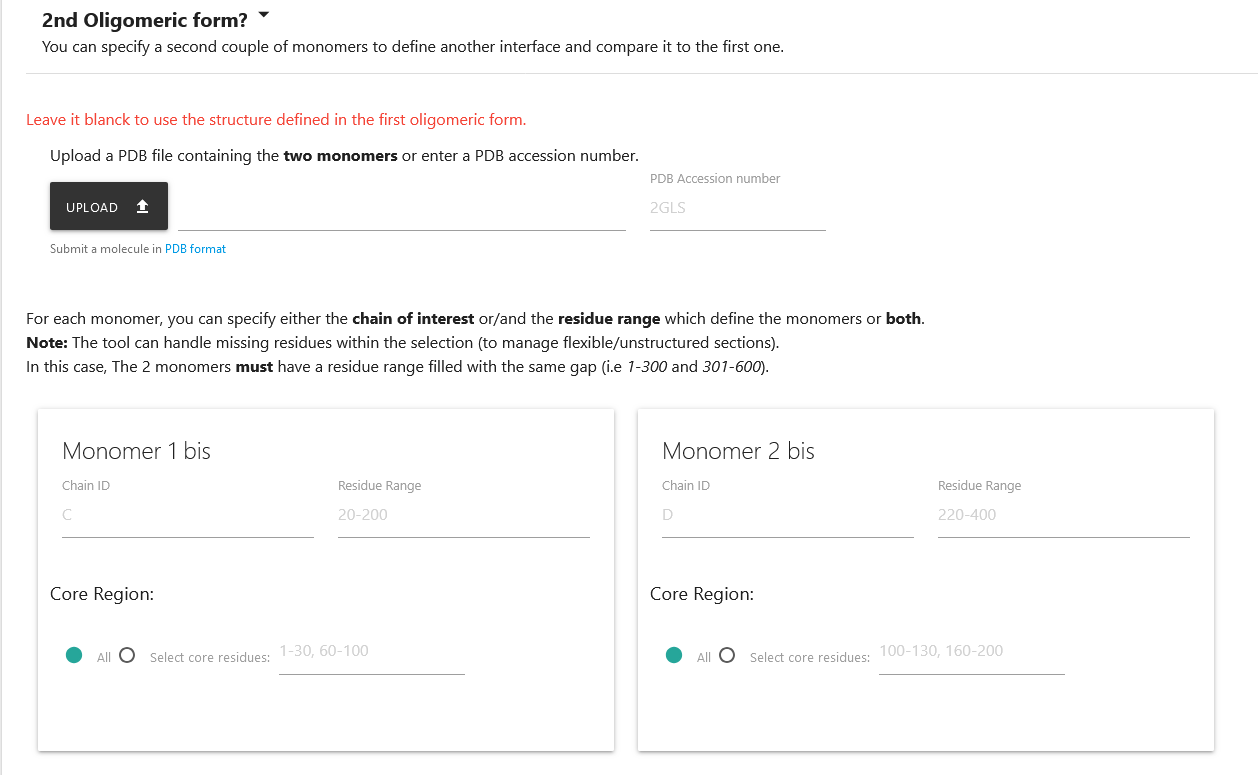 2nd Oligomeric form?
You can specify a second couple of monomers to define another interface and compare it to the first one.
Leave it blanck to use the structure defined in the first oligomeric form.
Upload a PDB file containing the two monomers or enter a PDB accession number.
PDB Accession number
UPLOAD
2GLS
Submit a molecule in PDB format
For each monomer, you can specify either the chain of interest or/and the residue range which define the monomers or both.
Note: The tool can handle missing residues within the selection (to manage flexible/unstructured sections).
In this case, The 2 monomers must have a residue range filled with the same gap (i.e 1-300 and 301-600).
Monomer 1 bis
Chain ID Residue Range
C 20-200
Core Region:
All Select core residues: 1-30, 60-100
Monomer 2 bis
Chain ID Residue Range
D 220-400
Core Region:
All Select core residues: 100-130, 160-200